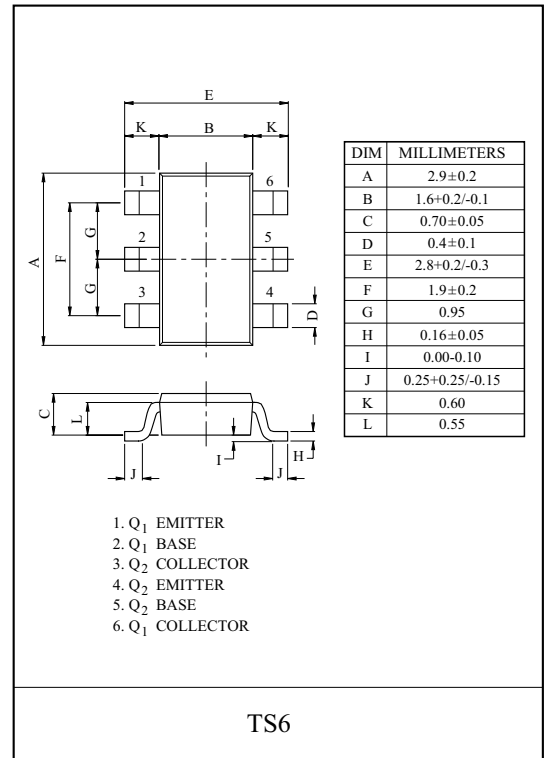 E
K B K
1 6
G
2 5
A F
G
3 4
D
C L
I H
J J
DIM MILLIMETERS
A 2.9±0.2
B 1.6+0.2/-0.1
C 0.70±0.05
D 0.4±0.1
E 2.8+0.2/-0.3
F 1.9±0.2
G 0.95
H 0.16±0.05
I 0.00-0.10
J 0.25+0.25/-0.15
K 0.60
L 0.55
1. Q1 EMITTER
2. Q1 BASE
3. Q2 COLLECTOR
4. Q2 EMITTER
5. Q2 BASE
6. Q1 COLLECTOR
TS6